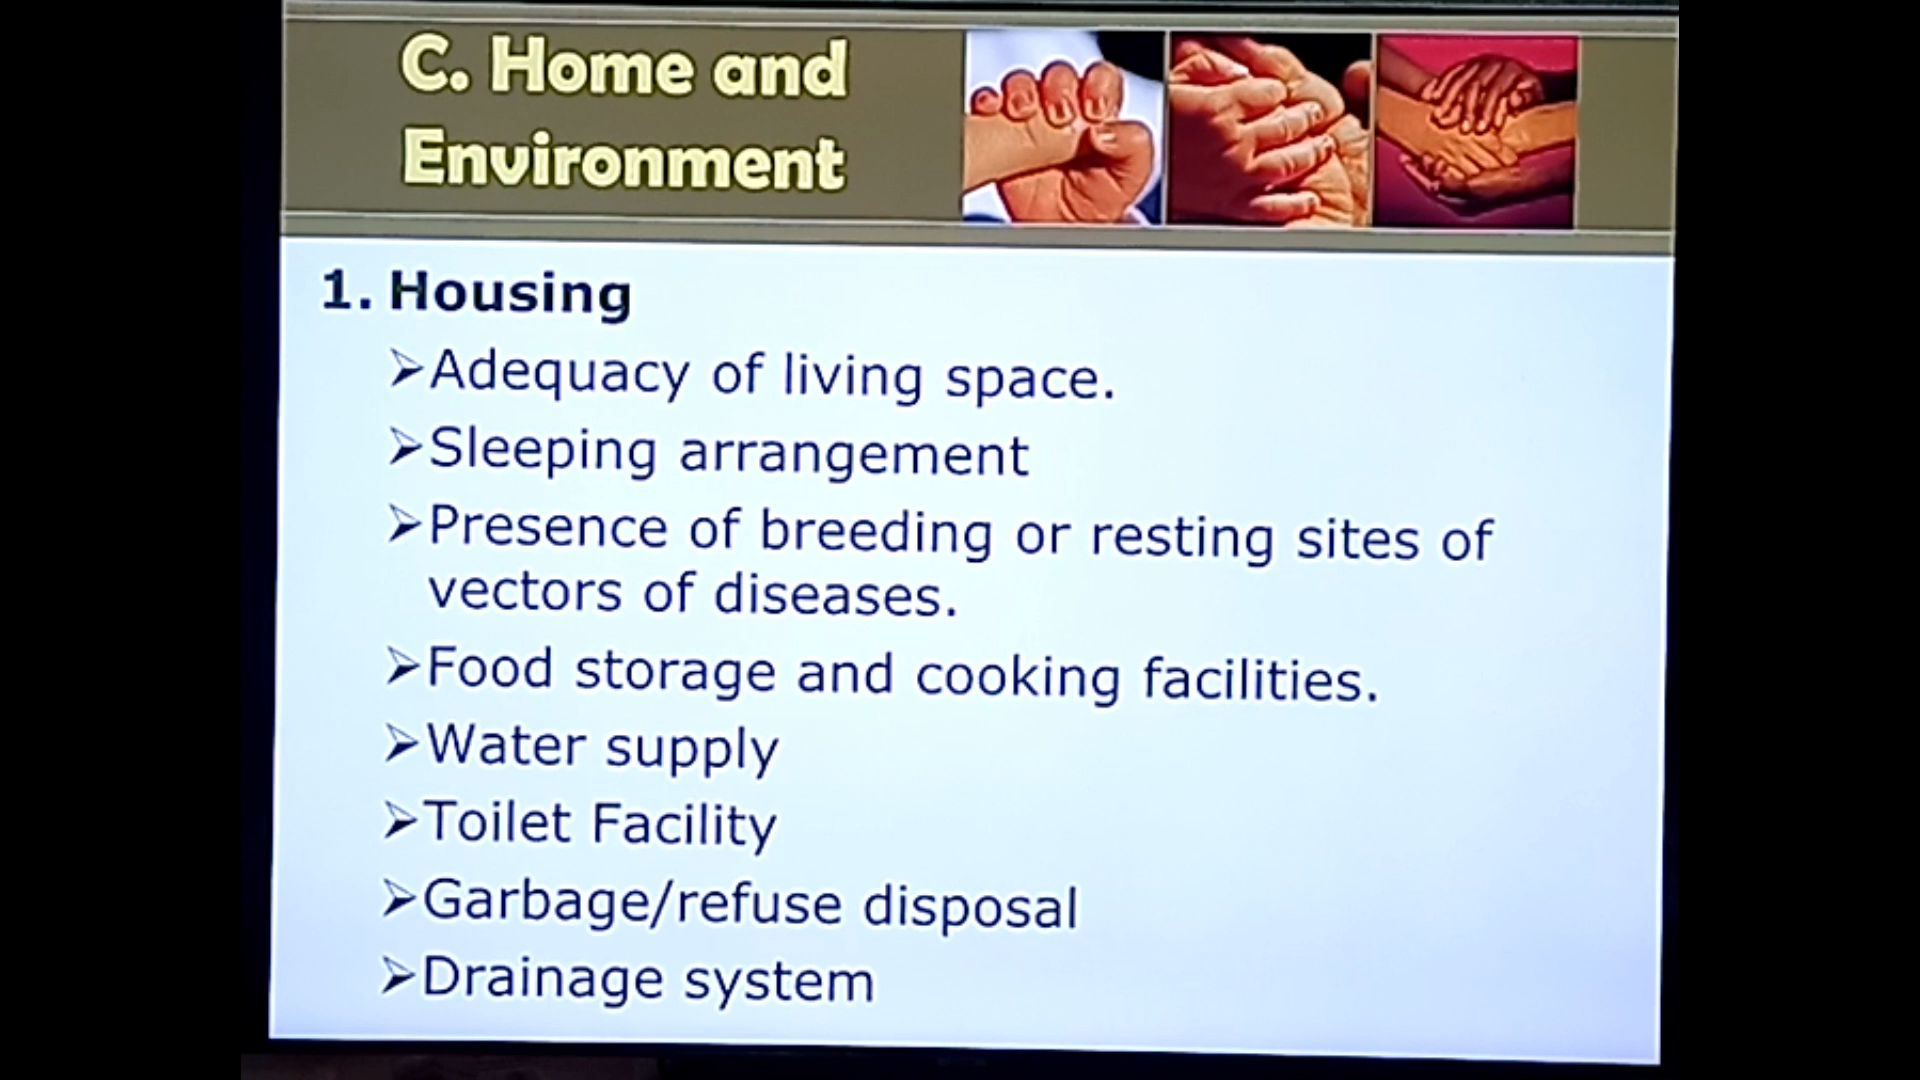 C. Home and
Environment
1. Housing
➢Adequacy of living space.
➢Sleeping arrangement
➢Presence of breeding or resting sites of
vectors of diseases.
➢Food storage and cooking facilities.
➢Water supply
➢Toilet Facility
➢Garbage/refuse disposal
➢Drainage system